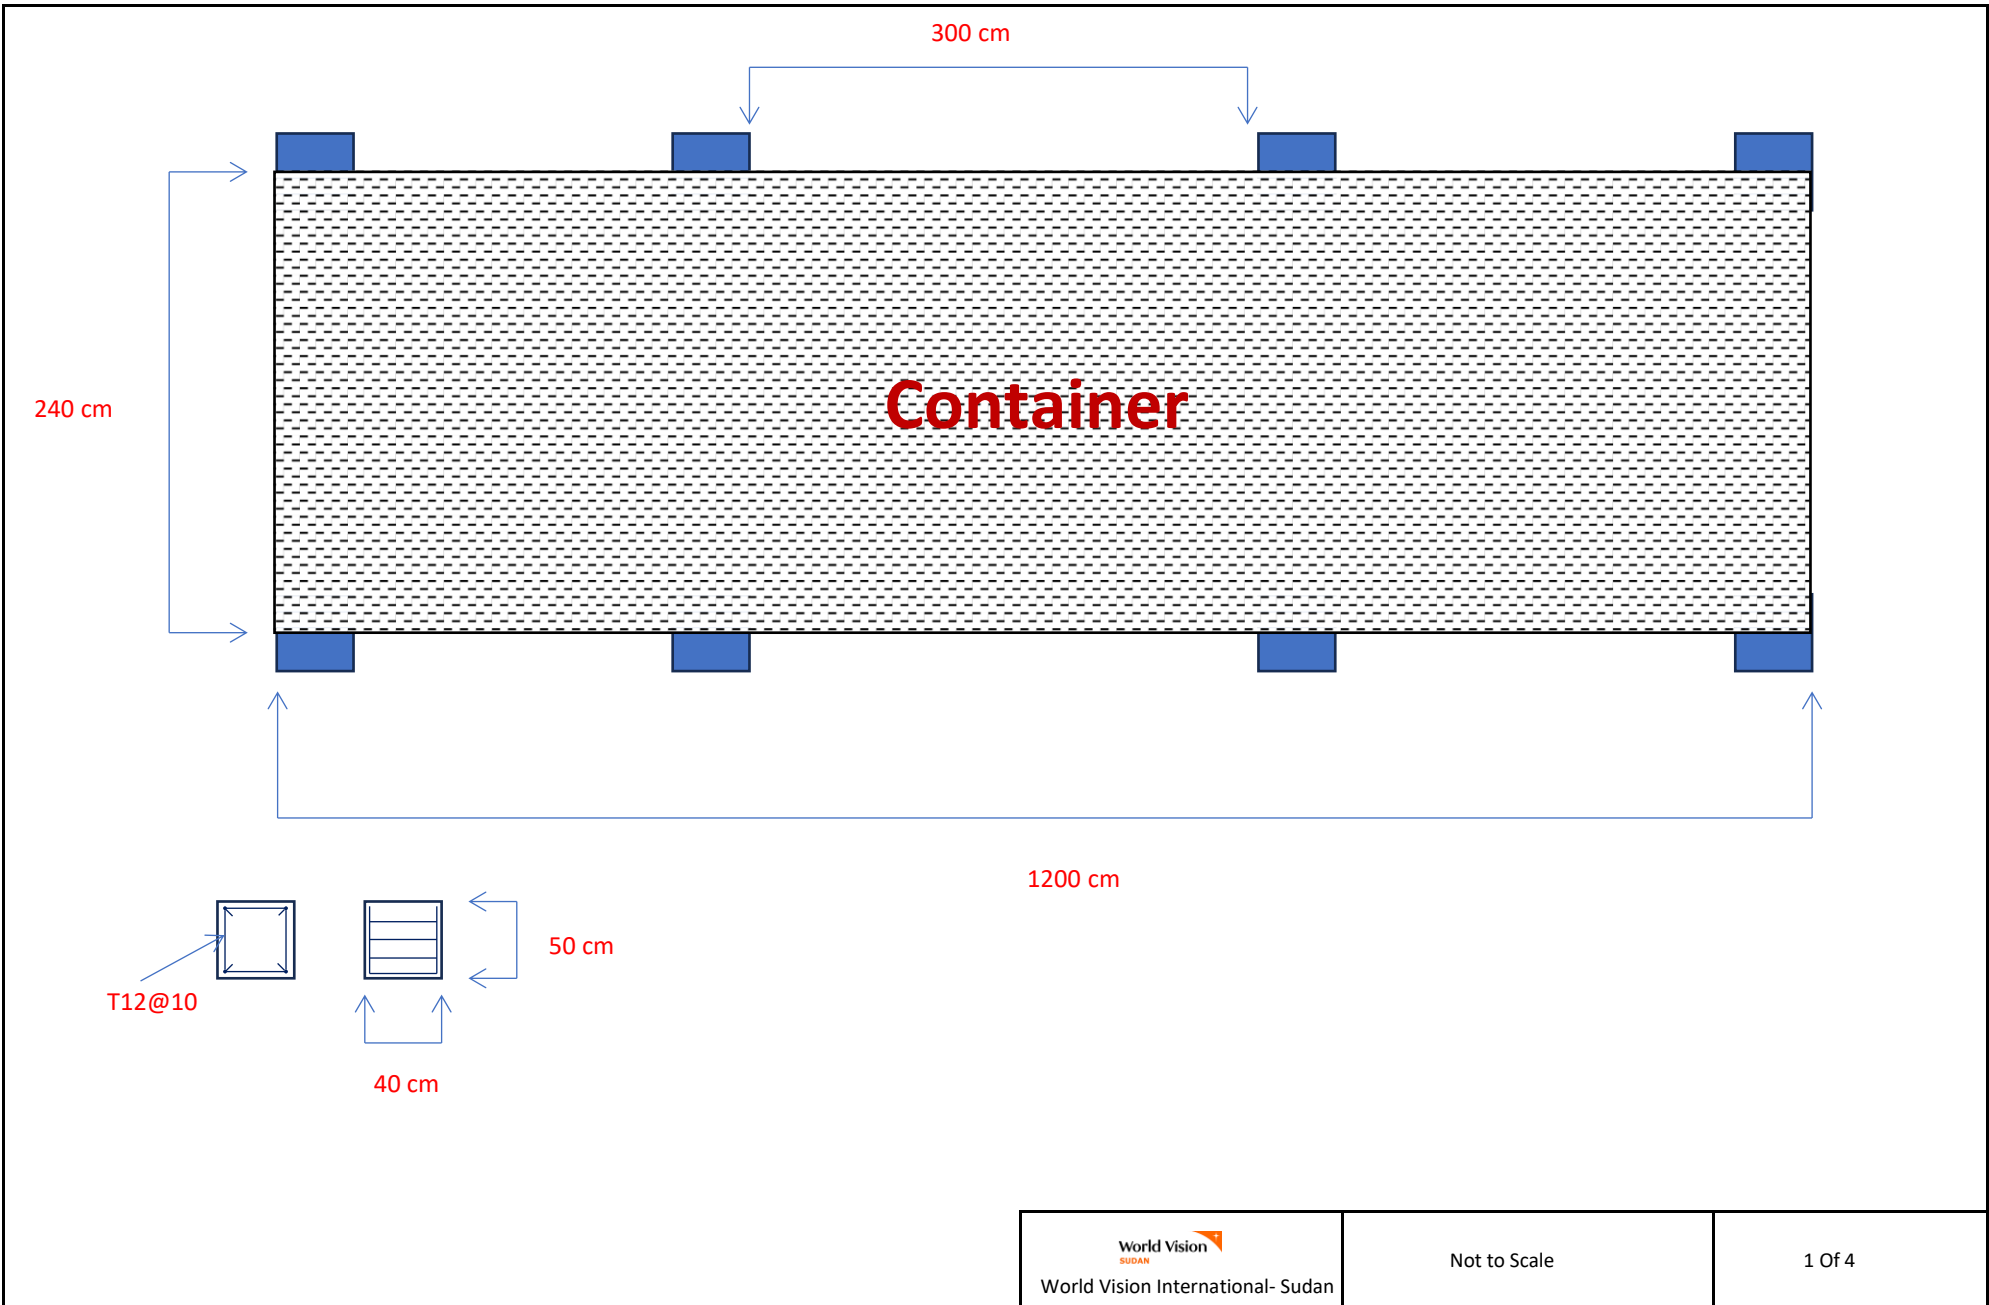 300 cm
240 cm
Container
1200 cm
50 cm
T12@10
40 cm
World Vision
SUDAN
World Vision International- Sudan
Not to Scale
1 Of 4